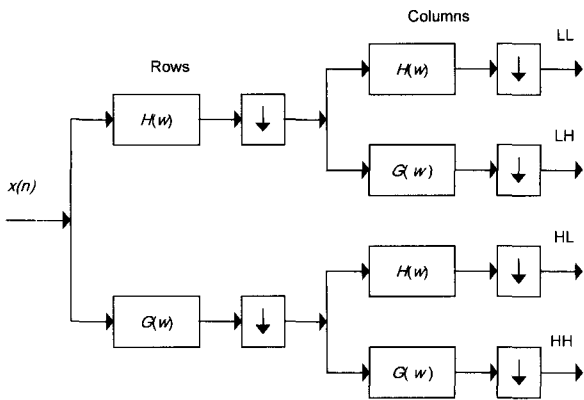 Columns
LL
Rows
H(w)
H(w)
LH
x(n)
G( w)
HL
H(w)
G(w)
HH
G( w)